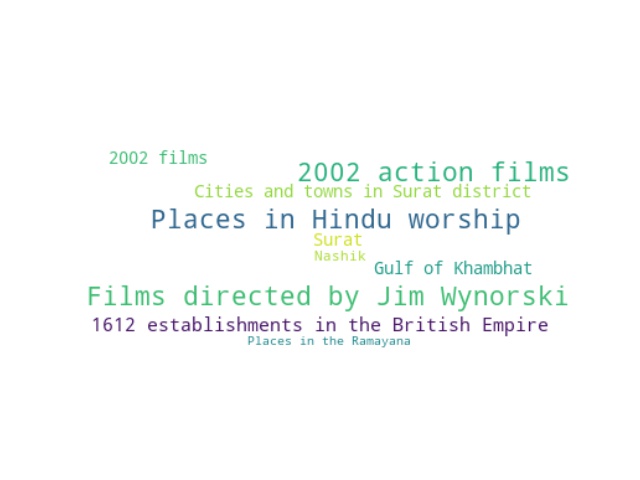 2002 films
2002 action films
Cities and towns in Surat district
Places in Hindu worship
Surat
Nashik
Gulf of Khambhat
Films directed by Jim Wynorski
1612 establishments in the British Empire
Places in the Ramayana